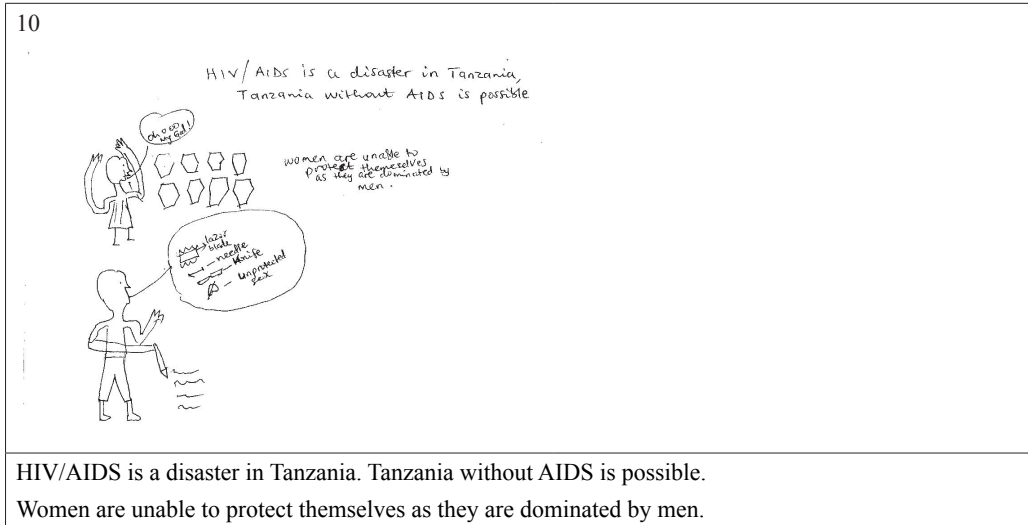 10
HIV/AIDS is a disaster in Tanzania,
Tanzania without AIDS is possible
oh ooo
my God!
women are unable to
protect themeselves
as they are dominated by
men.
lazor
blade
needle
knife
unprotected
sex
HIV/AIDS is a disaster in Tanzania. Tanzania without AIDS is possible.
Women are unable to protect themselves as they are dominated by men.